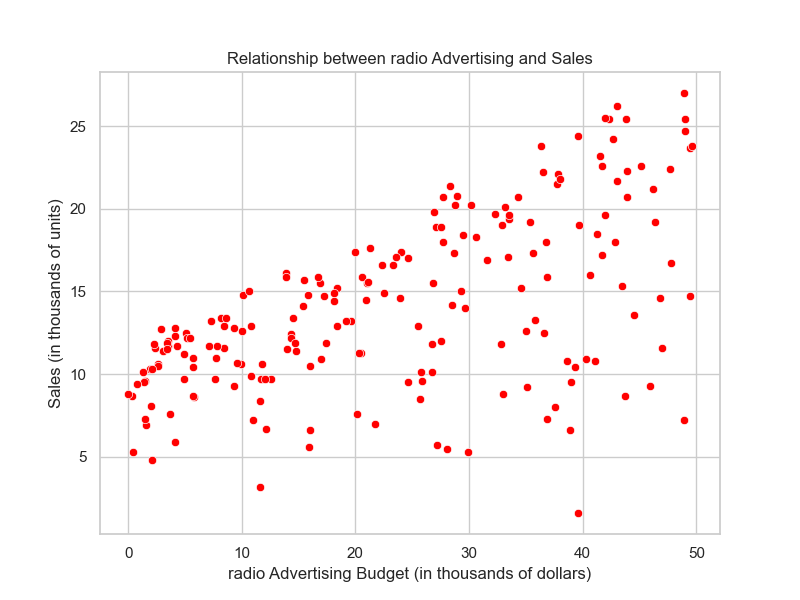 Relationship between radio Advertising and Sales
25
20
15
10
5
Sales (in thousands of units)
0 10 20 30 40 50
radio Advertising Budget (in thousands of dollars)